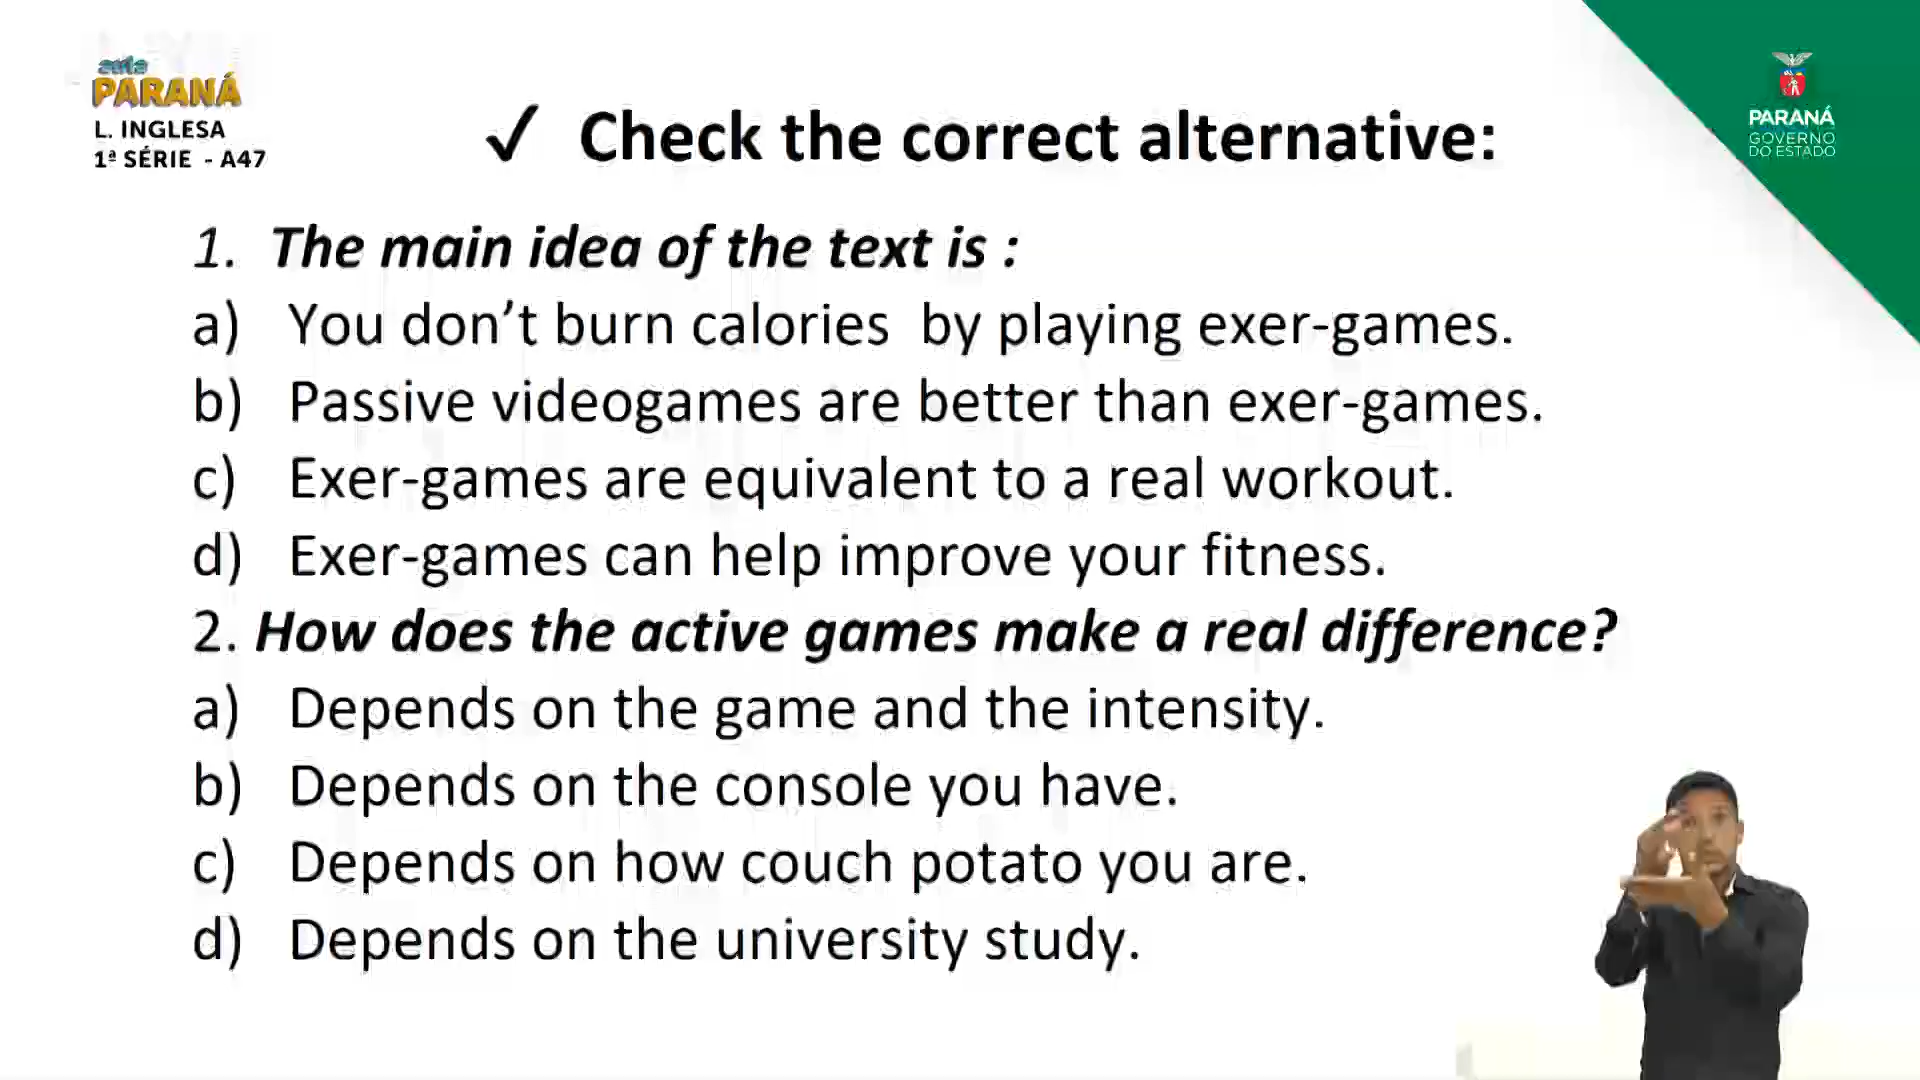 aula
PARANÁ
L. INGLESA
1ª SÉRIE - A47
✓ Check the correct alternative:
PARANÁ
GOVERNO
DO ESTADO
1. The main idea of the text is :
a) You don’t burn calories by playing exer-games.
b) Passive videogames are better than exer-games.
c) Exer-games are equivalent to a real workout.
d) Exer-games can help improve your fitness.
2. How does the active games make a real difference?
a) Depends on the game and the intensity.
b) Depends on the console you have.
c) Depends on how couch potato you are.
d) Depends on the university study.